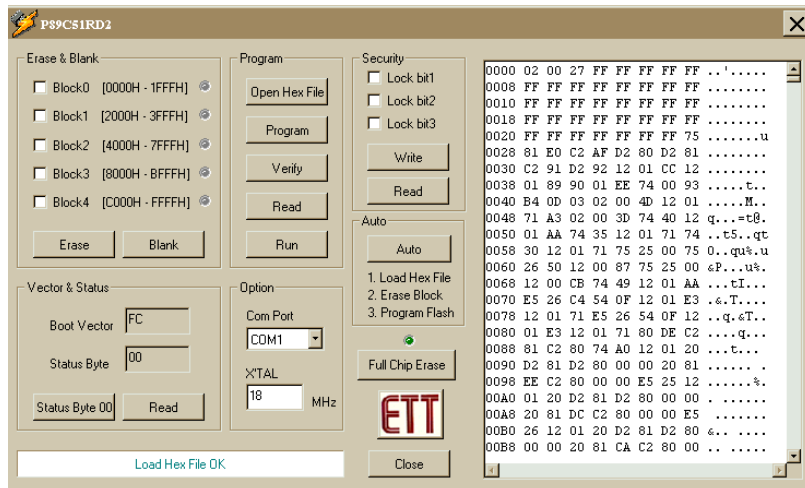 P89C51RD2
Erase & Blank
Block0 [0000H - 1FFFH]
Block1 [2000H - 3FFFH]
Block2 [4000H - 7FFFH]
Block3 [8000H - BFFFH]
Block4 [C000H - FFFFH]
Erase Blank
Program
Open Hex File
Program
Verify
Read
Run
Security
Lock bit1
Lock bit2
Lock bit3
Write
Read
Auto
Auto
1. Load Hex File
2. Erase Block
3. Program Flash
Vector & Status
Boot Vector FC
Status Byte 00
Status Byte 00 Read
Option
Com Port
COM1
X'TAL
18 MHz
Full Chip Erase
ETT
Close
Load Hex File OK
0000 02 00 27 FF FF FF FF FF ..'.....
0008 FF FF FF FF FF FF FF FF ........
0010 FF FF FF FF FF FF FF FF ........
0018 FF FF FF FF FF FF FF FF ........
0020 FF FF FF FF FF FF FF 75 .......u
0028 81 E0 C2 AF D2 80 D2 81 ........
0030 C2 91 D2 92 12 01 CC 12 ........
0038 01 89 90 01 EE 74 00 93 .....t..
0040 B4 0D 03 02 00 4D 12 01 .....M..
0048 71 A3 02 00 3D 74 40 12 q...=t@.
0050 01 AA 74 35 12 01 71 74 ..t5..qt
0058 30 12 01 71 75 25 00 75 0..qu%.u
0060 26 50 12 00 87 75 25 00 &P...u%.
0068 12 00 CB 74 49 12 01 AA ...tI...
0070 E5 26 C4 54 0F 12 01 E3 .&.T....
0078 12 01 71 E5 26 54 0F 12 ..q.&T..
0080 01 E3 12 01 71 80 DE C2 ....q...
0088 81 C2 80 74 A0 12 01 20 ...t...
0090 D2 81 D2 80 00 00 20 81 ...... .
0098 EE C2 80 00 00 E5 25 12 ......%.
00A0 01 20 D2 81 D2 80 00 00 . ......
00A8 20 81 DC C2 80 00 00 E5 .......
00B0 26 12 01 20 D2 81 D2 80 &.. ....
00B8 00 00 20 81 CA C2 80 00 .. .....